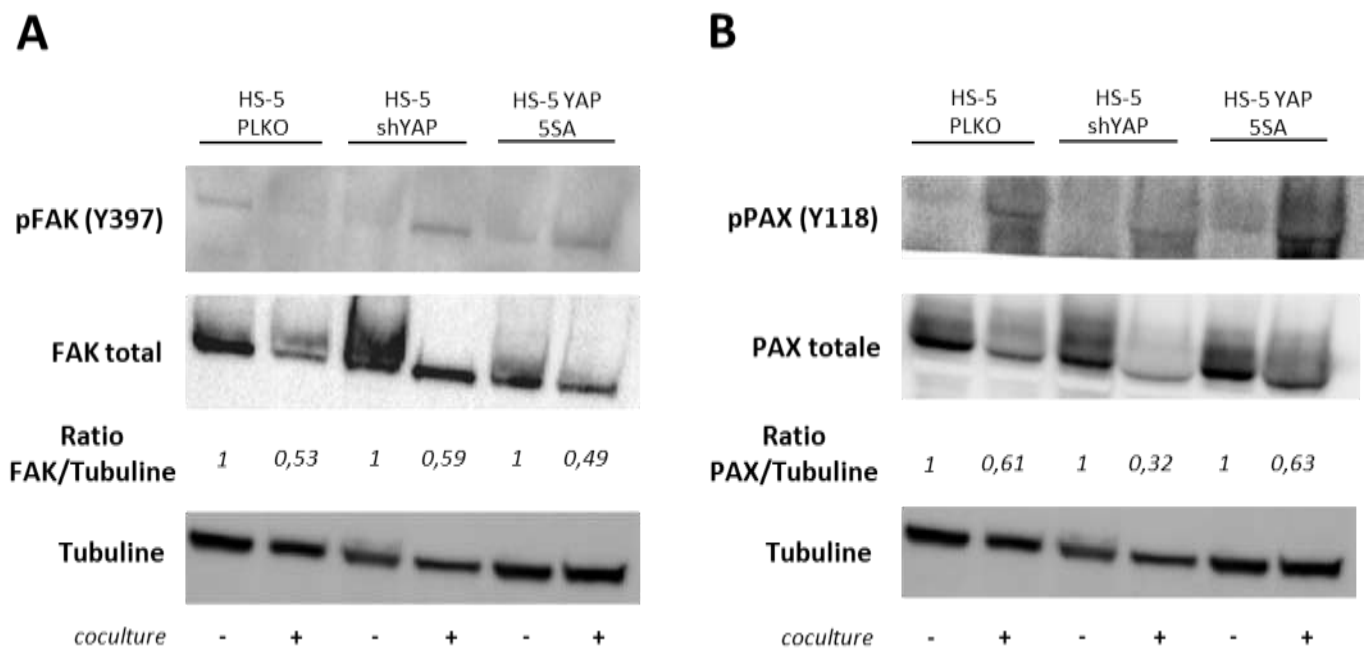 A
HS-5
PLKO
HS-5
shYAP
HS-5 YAP
5SA
pFAK (Y397)
FAK total
Ratio
FAK/Tubuline
1 0,53 1 0,59 1 0,49
Tubuline
coculture - + - + - +
B
HS-5
PLKO
HS-5
shYAP
HS-5 YAP
5SA
pPAX (Y118)
PAX totale
Ratio
PAX/Tubuline
1 0,61 1 0,32 1 0,63
Tubuline
coculture - + - + - +